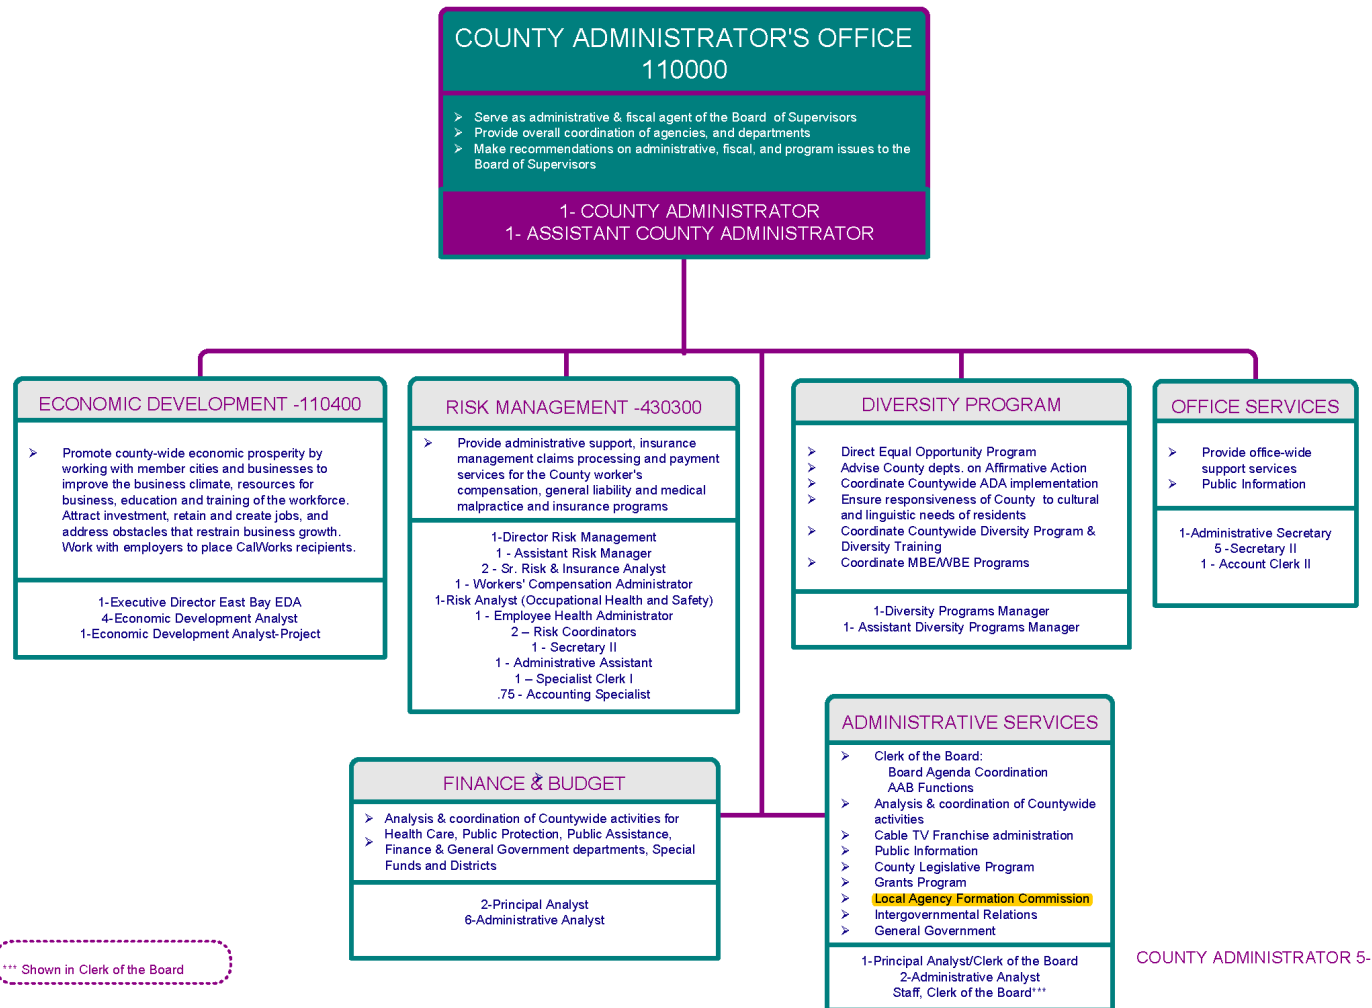 COUNTY ADMINISTRATOR'S OFFICE
110000
➢ Serve as administrative & fiscal agent of the Board of Supervisors
➢ Provide overall coordination of agencies, and departments
➢ Make recommendations on administrative, fiscal, and program issues to the
Board of Supervisors
1- COUNTY ADMINISTRATOR
1- ASSISTANT COUNTY ADMINISTRATOR
ECONOMIC DEVELOPMENT -110400
➢ Promote county-wide economic prosperity by
working with member cities and businesses to
improve the business climate, resources for
business, education and training of the workforce.
Attract investment, retain and create jobs, and
address obstacles that restrain business growth.
Work with employers to place CalWorks recipients.
1-Executive Director East Bay EDA
4-Economic Development Analyst
1-Economic Development Analyst-Project
RISK MANAGEMENT -430300
➢ Provide administrative support, insurance
management claims processing and payment
services for the County worker's
compensation, general liability and medical
malpractice and insurance programs
1-Director Risk Management
1 - Assistant Risk Manager
2 - Sr. Risk & Insurance Analyst
1 - Workers' Compensation Administrator
1-Risk Analyst (Occupational Health and Safety)
1 - Employee Health Administrator
2 – Risk Coordinators
1 - Secretary II
1 - Administrative Assistant
1 – Specialist Clerk I
.75 - Accounting Specialist
DIVERSITY PROGRAM
➢ Direct Equal Opportunity Program
➢ Advise County depts. on Affirmative Action
➢ Coordinate Countywide ADA implementation
➢ Ensure responsiveness of County to cultural
and linguistic needs of residents
➢ Coordinate Countywide Diversity Program &
Diversity Training
➢ Coordinate MBE/WBE Programs
1-Diversity Programs Manager
1- Assistant Diversity Programs Manager
OFFICE SERVICES
➢ Provide office-wide
support services
➢ Public Information
1-Administrative Secretary
5 -Secretary II
1 - Account Clerk II
FINANCE & BUDGET
➢ Analysis & coordination of Countywide activities for
Health Care, Public Protection, Public Assistance,
➢ Finance & General Government departments, Special
Funds and Districts
2-Principal Analyst
6-Administrative Analyst
ADMINISTRATIVE SERVICES
➢ Clerk of the Board:
Board Agenda Coordination
AAB Functions
➢ Analysis & coordination of Countywide
activities
➢ Cable TV Franchise administration
➢ Public Information
➢ County Legislative Program
➢ Grants Program
➢ Local Agency Formation Commission
➢ Intergovernmental Relations
➢ General Government
1-Principal Analyst/Clerk of the Board
2-Administrative Analyst
Staff, Clerk of the Board***
*** Shown in Clerk of the Board
COUNTY ADMINISTRATOR 5-